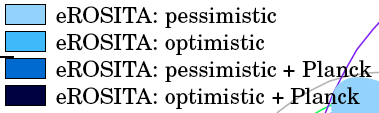 eROSITA: pessimistic
eROSITA: optimistic
eROSITA: pessimistic + Planck
eROSITA: optimistic + Planck